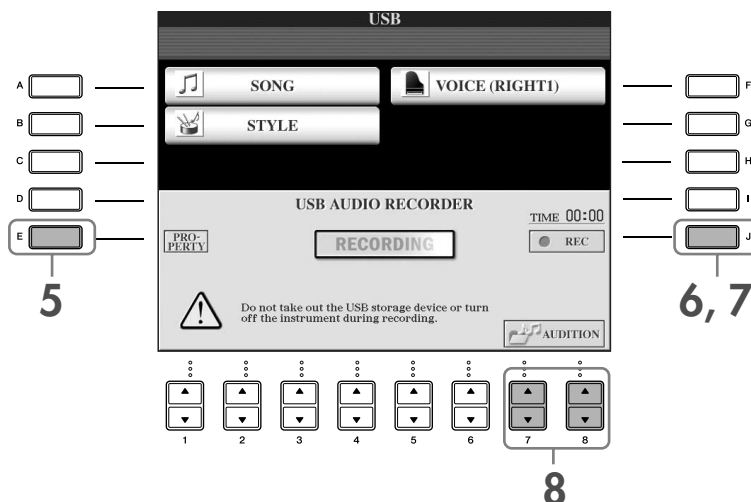 USB
SONG
VOICE (RIGHT1)
STYLE
A
B
C
D
E
F
G
H
I
J
USB AUDIO RECORDER
TIME 00:00
PRO-
PERTY
RECORDING
REC
5
6, 7
Do not take out the USB storage device or turn
off the instrument during recording.
AUDITION
1 2 3 4 5 6 7 8
8